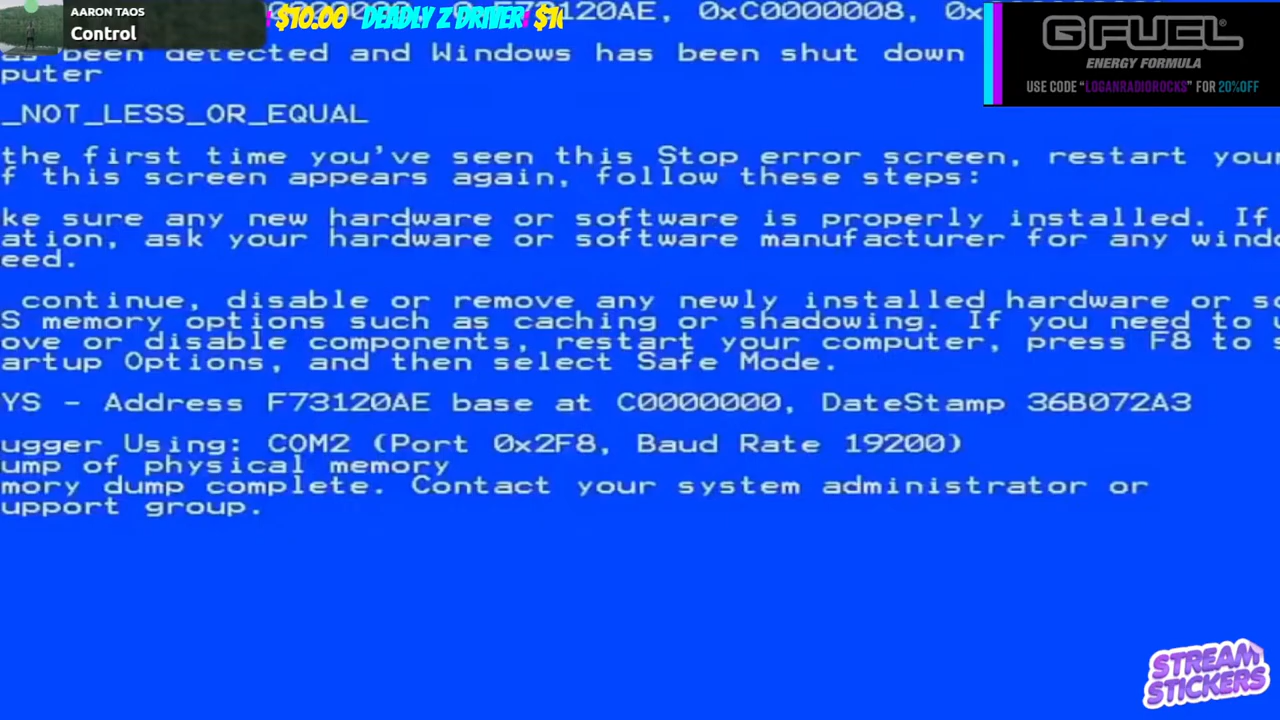 AARON TAOS
Control
$10.00 DEADLY Z DRIVER
120AE, 0xC0000008,
been detected and Windows has been shut down
puter
_NOT_LESS_OR_EQUAL
the first time you've seen this Stop error screen, restart your
f this screen appears again, follow these steps:
ke sure any new hardware or software is properly installed. If
ation, ask your hardware or software manufacturer for any windo
eed.
continue, disable or remove any newly installed hardware or so
S memory options such as caching or shadowing. If you need to
ove or disable components, restart your computer, press F8 to s
artup Options, and then select Safe Mode.
YS - Address F73120AE base at C0000000, DateStamp 36B072A3
ugger Using: COM2 (Port 0x2F8, Baud Rate 19200)
ump of physical memory
mory dump complete. Contact your system administrator or
upport group.
G FUEL
ENERGY FORMULA
USE CODE "LOGANRADIOROCKS" FOR 20%OFF
STREAM
STICKERS